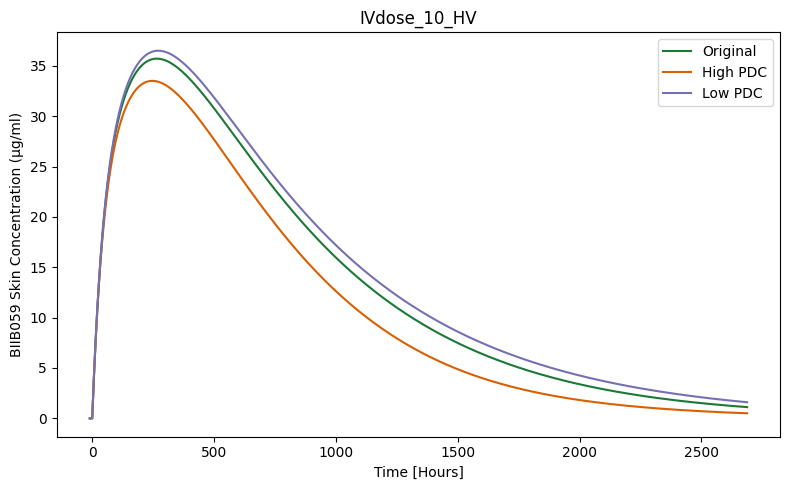 IVdose_10_HV
BIIB059 Skin Concentration (μg/ml)
35
30
25
20
15
10
5
0
Original
High PDC
Low PDC
0
500
1000
1500
2000
2500
Time [Hours]